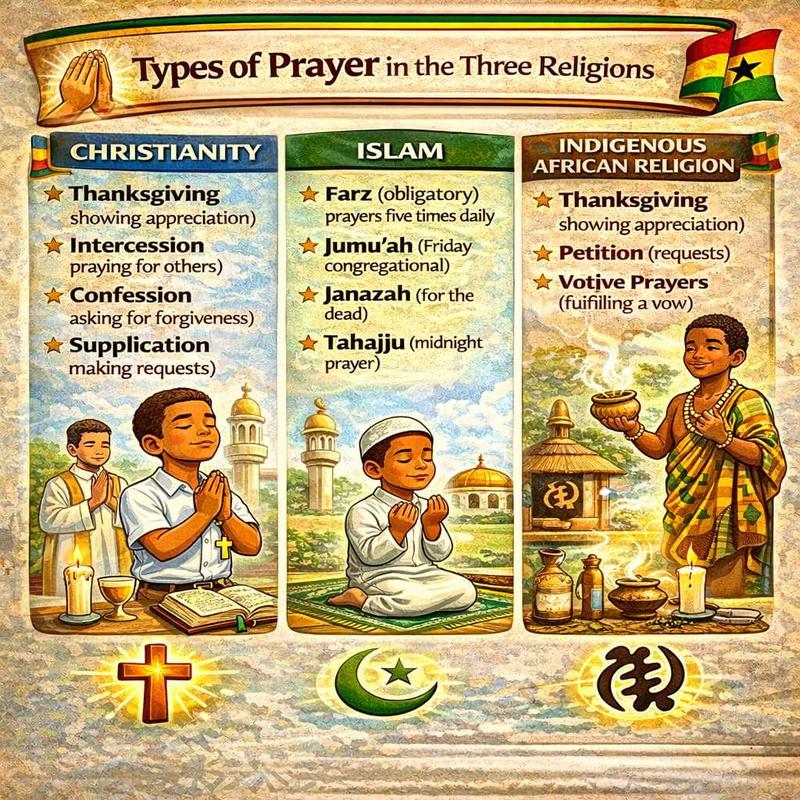 Types of Prayer in the Three Religions
CHRISTIANITY
Thanksgiving
showing appreciation)
Intercession
praying for others)
Confession
asking for forgiveness)
Supplication
making requests)
ISLAM
Farz (obligatory)
prayers five times daily
Jumu'ah (Friday
congregational)
Janazah (for the
dead)
Tahajju (midnight
prayer)
INDIGENOUS
AFRICAN RELIGION
Thanksgiving
showing appreciation)
Petition (requests)
Votive Prayers
(fuifilling a vow)